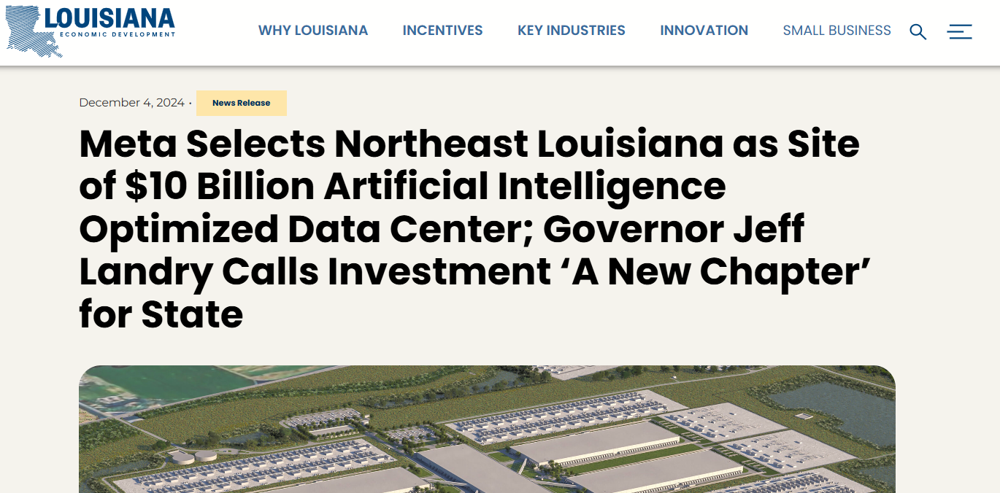 LOUISIANA
ECONOMIC DEVELOPMENT
WHY LOUISIANA INCENTIVES KEY INDUSTRIES INNOVATION SMALL BUSINESS
December 4, 2024 · News Release
Meta Selects Northeast Louisiana as Site
of $10 Billion Artificial Intelligence
Optimized Data Center; Governor Jeff
Landry Calls Investment ‘A New Chapter’
for State